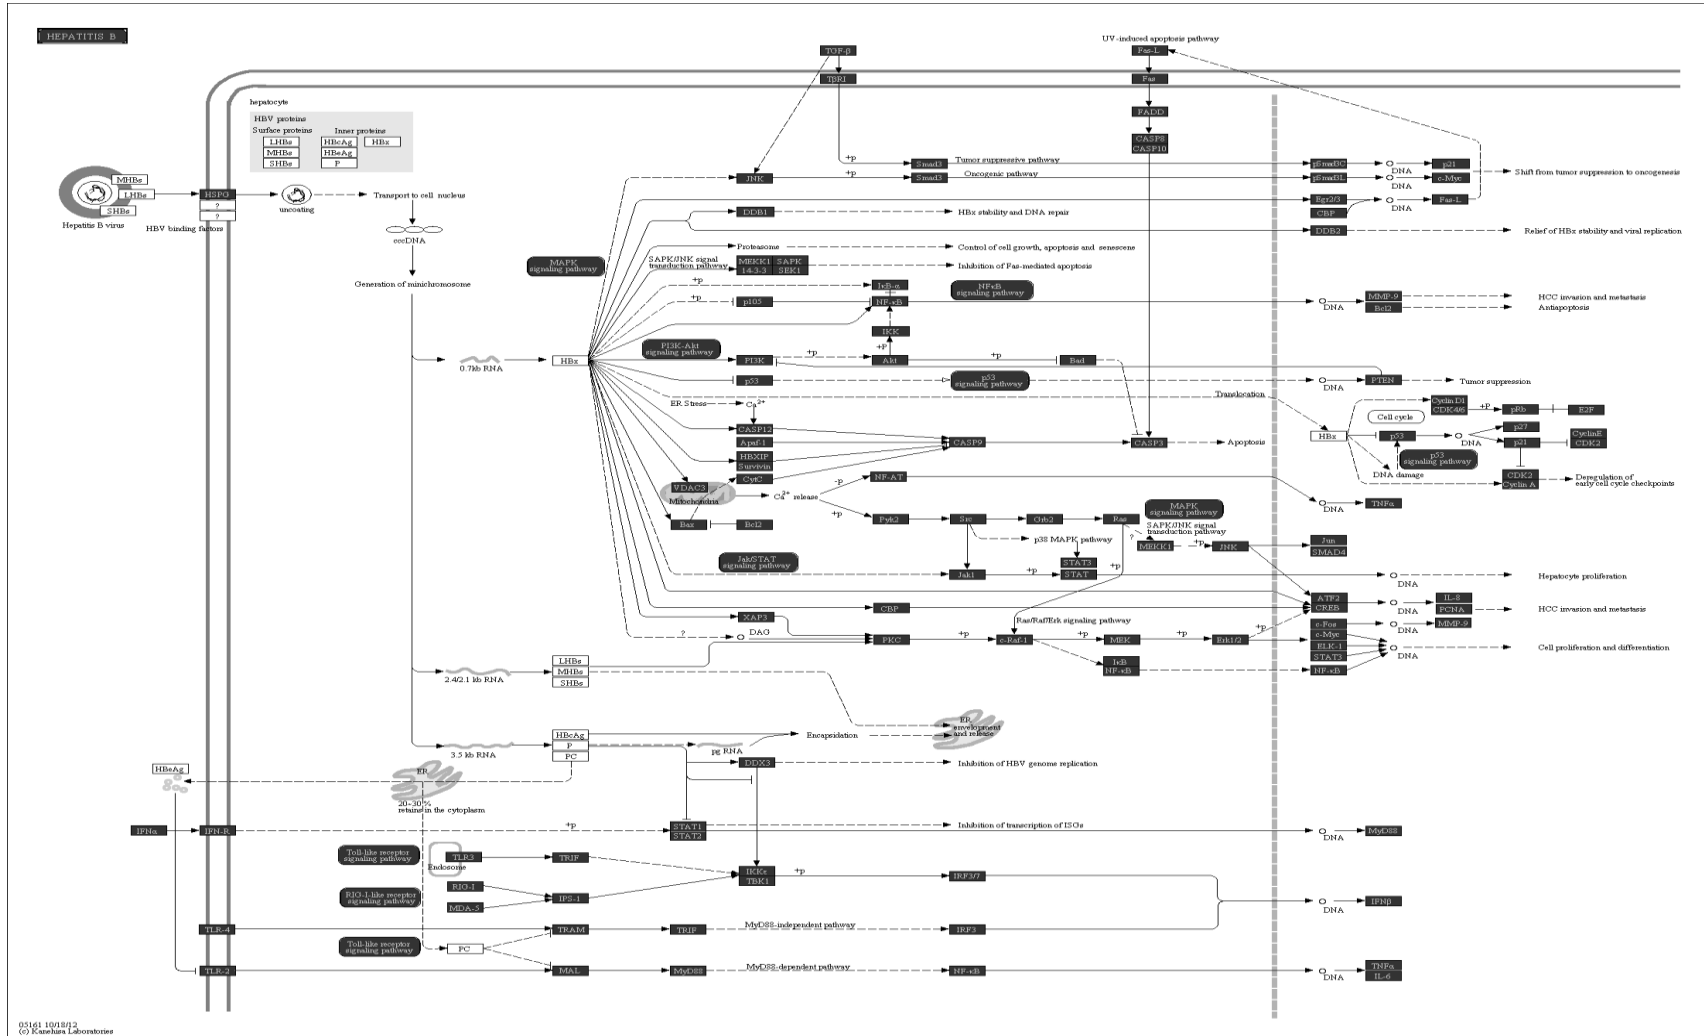 HEPATITIS B
UV-induced apoptosis pathway
TGF-β
Fas-L
TβRI
Fas
hepatocyte
HBV proteins
Surface proteins
Inner proteins
LHBs
HBcAg
HBx
MHBs
HBeAg
SHBs
P
FADD
CASP8
CASP10
+p
Smad3
Tumor suppressive pathway
pSmad3C
DNA
p21
JNK
+p
Smad3
Oncogenic pathway
pSmad3L
DNA
c-Myc
Shift from tumor suppression to oncogenesis
MHBs
LHBs
SHBs
Hepatitis B virus
HSPG
?
?
HBV binding factors
uncoating
Transport to cell nucleus
cccDNA
Generation of minichromosome
Egr2/3
CBP
DNA
Fas-L
DDB1
HBx stability and DNA repair
DDB2
Relief of HBx stability and viral replication
Proteasome
Control of cell growth, apoptosis and senescene
MAPK
signaling pathway
SAPK/JNK signal
transduction pathway
MEKK1
SAPK
14-3-3
SEK1
Inhibition of Fas-mediated apoptosis
+p
IκB-α
NFκB
signaling pathway
+p
p105
NF-κB
DNA
MMP-9
Bcl2
HCC invasion and metastasis
Antiapoptosis
IKK
+p
PI3K-Akt
signaling pathway
0.7kb RNA
HBx
PI3K
+p
Akt
+p
Bad
p53
p53
signaling pathway
DNA
PTEN
Tumor suppression
Translocation
ER Stress
Ca2+
CASP12
Apaf-1
CASP9
CASP3
Apoptosis
HBXIP
Survivin
CytC
VDAC3
Mitochondria
Ca2+ release
-p
NF-AT
Bax
Bcl2
+p
Pyk2
Src
Grb2
Ras
Cyclin D1
CDK4/6
+p
pRb
E2F
Cell cycle
HBx
p53
DNA
p27
p21
CyclinE
CDK2
p53
signaling pathway
DNA damage
CDK2
Cyclin A
Deregulation of
early cell cycle checkpoints
DNA
TNFα
MAPK
signaling pathway
SAPK/JNK signal
transduction pathway
?
p38 MAPK pathway
MEKK1
+p
JNK
Jun
SMAD4
Jak/STAT
signaling pathway
Jak1
+p
STAT3
STAT
+p
DNA
Hepatocyte proliferation
ATF2
CREB
DNA
IL-8
PCNA
HCC invasion and metastasis
CBP
XAP3
?
DAG
PKC
+p
Ras/Raf/Erk signaling pathway
c-Raf-1
+p
MEK
+p
Erk1/2
+p
c-Fos
c-Myc
ELK-1
STAT3
NF-κB
DNA
MMP-9
DNA
Cell proliferation and differentiation
IκB
NF-κB
2.4/2.1 kb RNA
LHBs
MHBs
SHBs
3.5 kb RNA
HBcAg
P
PC
pg RNA
Encapsidation
ER
envelopment
and release
DDX3
Inhibition of HBV genome replication
HBeAg
ER
20~30 %
retains in the cytoplasm
IFNα
IFN-R
+p
STAT1
STAT2
Inhibition of transcription of ISGs
DNA
MyD88
Toll-like receptor
signaling pathway
TLR3
Endosome
TRIF
IKKε
TBK1
+p
IRF3/7
RIG-I-like receptor
signaling pathway
RIG-I
MDA-5
IPS-1
DNA
IFNβ
TLR-4
TRAM
TRIF
MyD88-independent pathway
IRF3
Toll-like receptor
signaling pathway
PC
TLR-2
MAL
MyD88
MyD88-dependent pathway
NF-κB
DNA
TNFα
IL-6
05161 10/18/12
(c) Kanehisa Laboratories